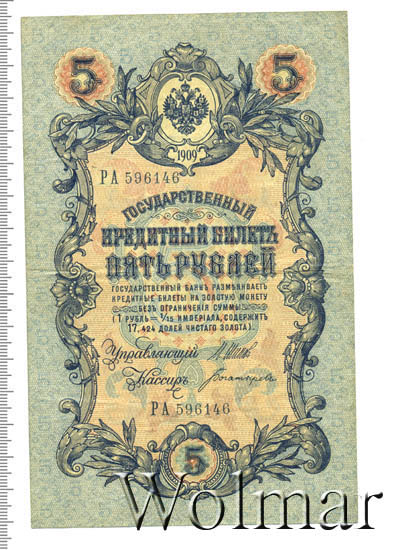 5 5
1909
РА 596146
ГОСУДАРСТВЕННЫЙ
КРЕДИТНЫЙ БИЛЕТЪ
ПЯТЬ РУБЛЕЙ
ГОСУДАРСТВЕННЫЙ БАНКЪ РАЗМѢНИВАЕТЪ
КРЕДИТНЫЕ БИЛЕТЫ НА ЗОЛОТУЮ МОНЕТУ
БЕЗЪ ОГРАНИЧЕНІЯ СУММЫ
(1 РУБЛЬ = 1/15 ИМПЕРІАЛА, СОДЕРЖИТЪ
17,424 ДОЛЕЙ ЧИСТАГО ЗОЛОТА).
Управляющій
Кассиръ
РА 596146
5
Wolmar